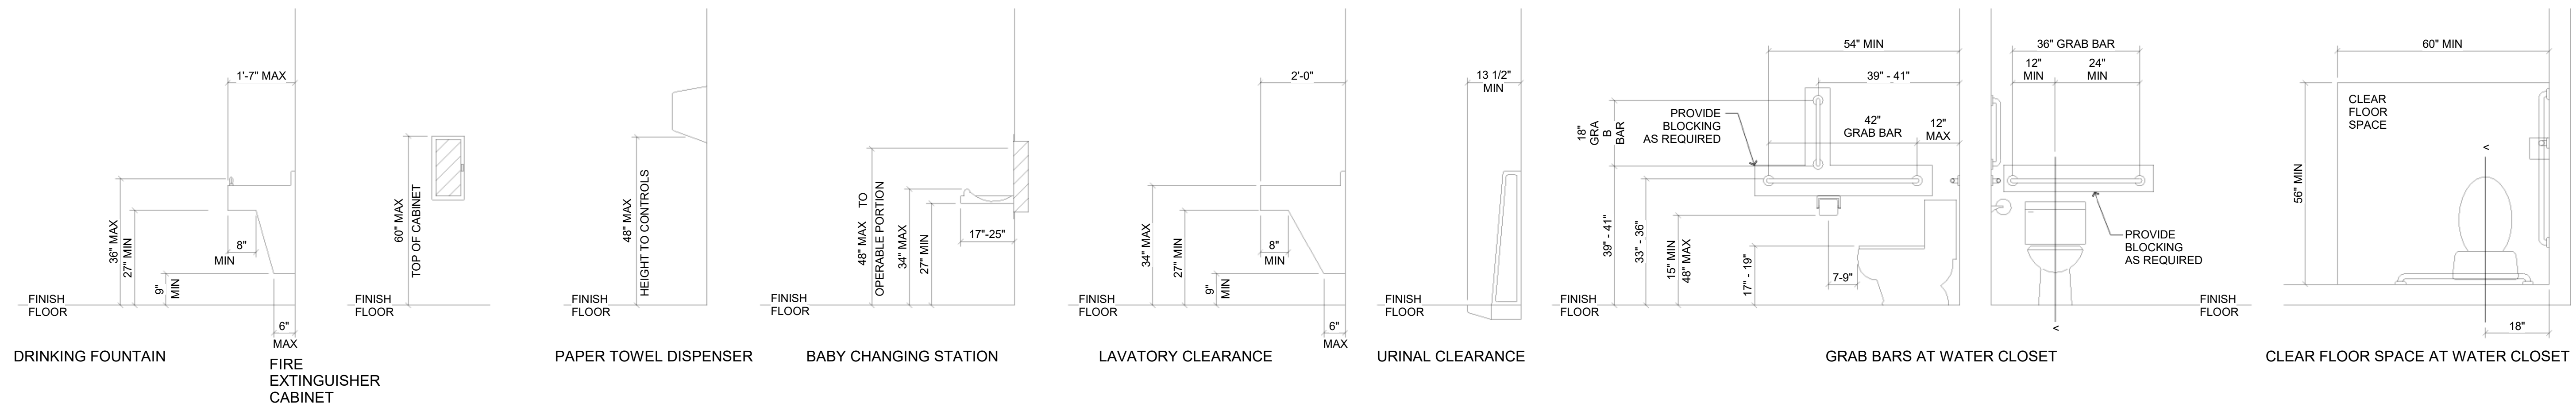 1'-7" MAX
36" MAX
27" MIN
8"
MIN
9"
MIN
FINISH
FLOOR
6"
MAX
DRINKING FOUNTAIN
60" MAX
TOP OF CABINET
FINISH
FLOOR
FIRE
EXTINGUISHER
CABINET
48" MAX
HEIGHT TO CONTROLS
FINISH
FLOOR
PAPER TOWEL DISPENSER
48" MAX TO
OPERABLE PORTION
34" MAX
27" MIN
17"-25"
FINISH
FLOOR
BABY CHANGING STATION
2'-0"
34" MAX
27" MIN
8"
MIN
9"
MIN
FINISH
FLOOR
6"
MAX
LAVATORY CLEARANCE
13 1/2"
MIN
FINISH
FLOOR
URINAL CLEARANCE
54" MIN
39" - 41"
18"
GRA
B
BAR
PROVIDE
BLOCKING
AS REQUIRED
42"
GRAB BAR
12"
MAX
39" - 41"
33" - 36"
15" MIN
48" MAX
17" - 19"
7-9"
FINISH
FLOOR
36" GRAB BAR
12"
MIN
24"
MIN
PROVIDE
BLOCKING
AS REQUIRED
<
FINISH
FLOOR
GRAB BARS AT WATER CLOSET
60" MIN
CLEAR
FLOOR
SPACE
56" MIN
<
18"
CLEAR FLOOR SPACE AT WATER CLOSET